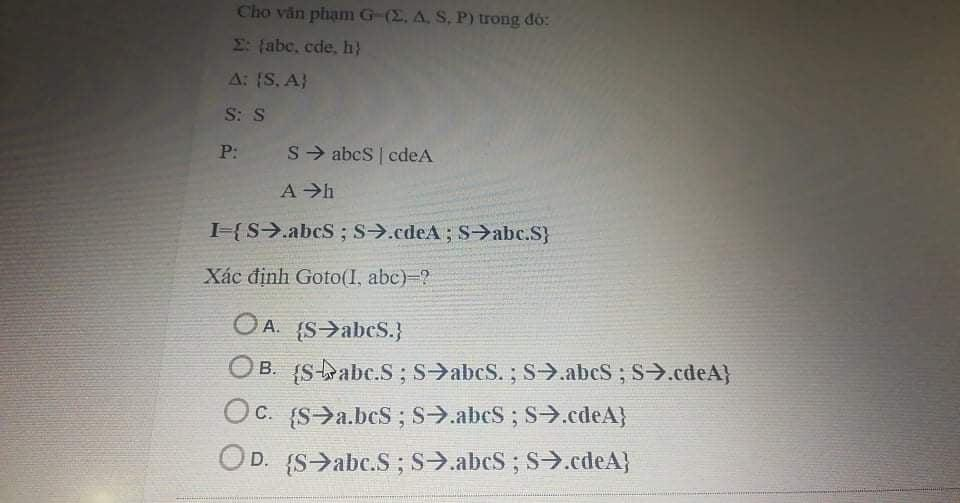 Cho văn phạm G=(Σ, Δ, S, P) trong đó:
Σ: {abc, cde, h}
Δ: {S, A}
S: S
P: S → abcS | cdeA
A →h
I={ S→.abcS ; S→.cdeA ; S→abc.S}
Xác định Goto(I, abc)=?
A. {S→abcS.}
B. {S→abc.S ; S→abcS. ; S→.abcS ; S→.cdeA}
C. {S→a.bcS ; S→.abcS ; S→.cdeA}
D. {S→abc.S ; S→.abcS ; S→.cdeA}